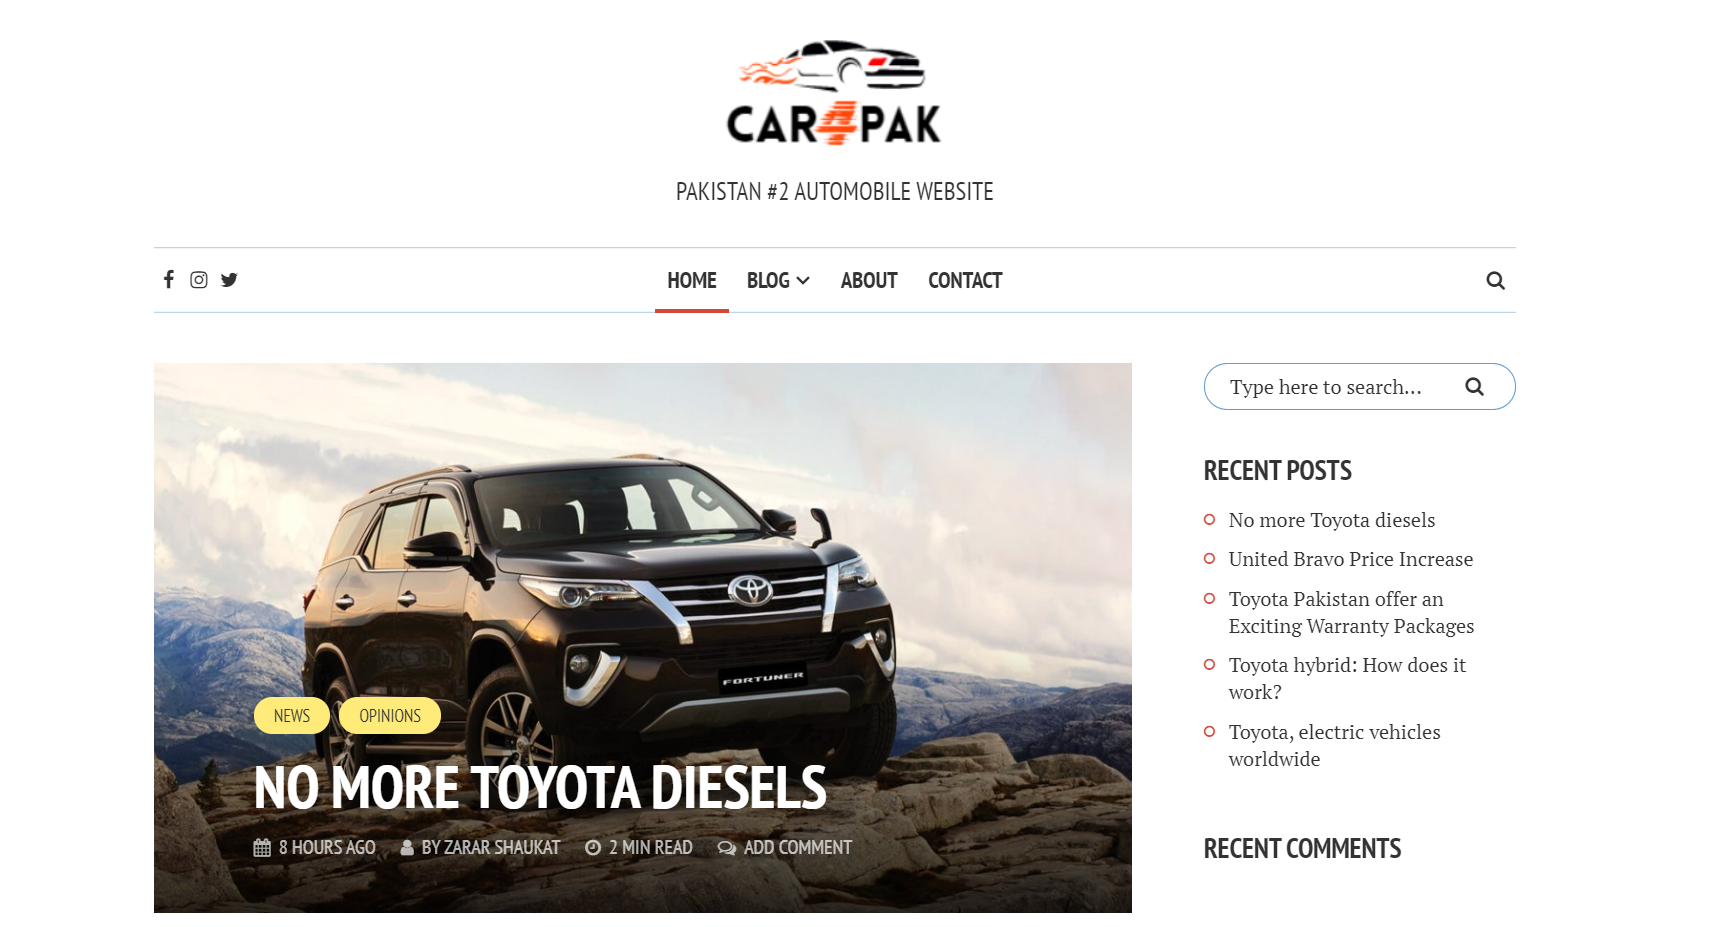 CAR4PAK
PAKISTAN #2 AUTOMOBILE WEBSITE
HOME
BLOG
ABOUT
CONTACT
FORTUNER
NEWS
OPINIONS
NO MORE TOYOTA DIESELS
8 HOURS AGO
BY ZARAR SHAUKAT
2 MIN READ
ADD COMMENT
Type here to search...
RECENT POSTS
No more Toyota diesels
United Bravo Price Increase
Toyota Pakistan offer an
Exciting Warranty Packages
Toyota hybrid: How does it
work?
Toyota, electric vehicles
worldwide
RECENT COMMENTS